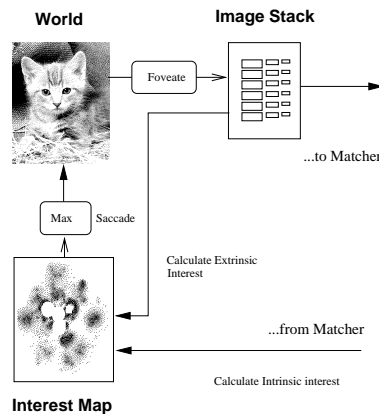 World
Image Stack
Foveate
...to Matcher
Max
Saccade
Calculate Extrinsic
Interest
...from Matcher
Calculate Intrinsic interest
Interest Map